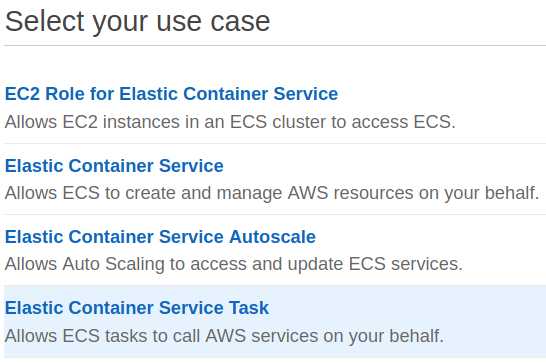 Select your use case
EC2 Role for Elastic Container Service
Allows EC2 instances in an ECS cluster to access ECS.
Elastic Container Service
Allows ECS to create and manage AWS resources on your behalf.
Elastic Container Service Autoscale
Allows Auto Scaling to access and update ECS services.
Elastic Container Service Task
Allows ECS tasks to call AWS services on your behalf.